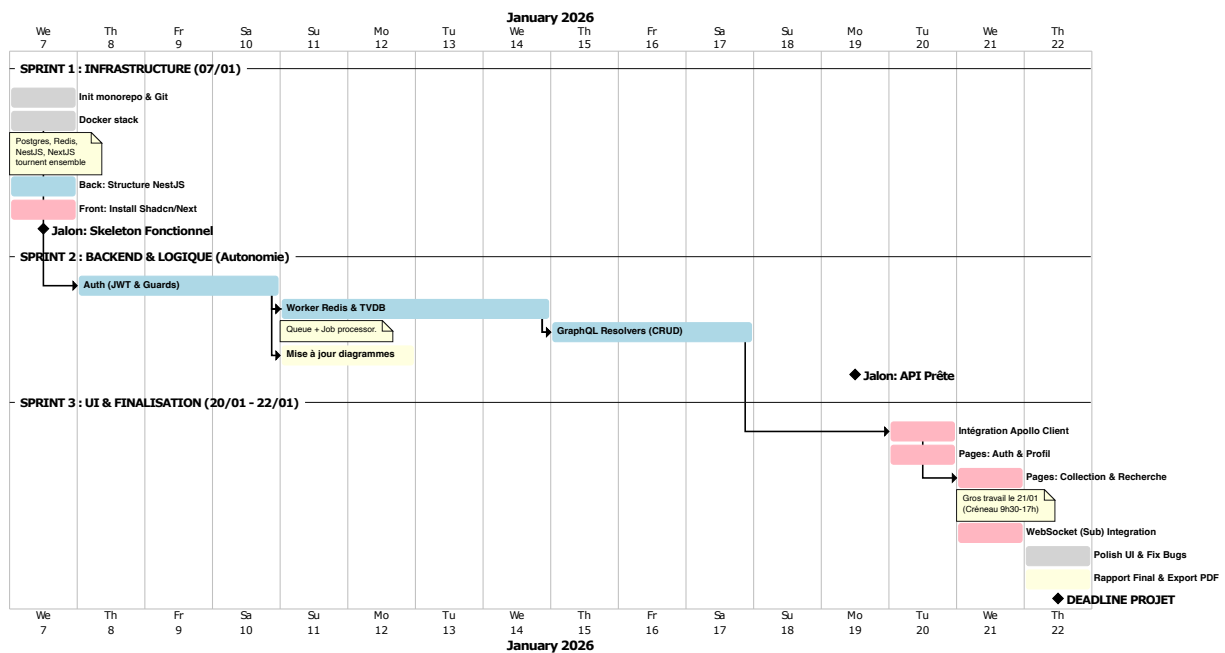 January 2026
We Th Fr Sa Su Mo Tu We Th Fr Sa Su Mo Tu We Th
7 8 9 10 11 12 13 14 15 16 17 18 19 20 21 22
SPRINT 1 : INFRASTRUCTURE (07/01)
Init monorepo & Git
Docker stack
Postgres, Redis,
NestJS, NextJS
tournent ensemble
Back: Structure NestJS
Front: Install Shadcn/Next
Jalon: Skeleton Fonctionnel
SPRINT 2 : BACKEND & LOGIQUE (Autonomie)
Auth (JWT & Guards)
Worker Redis & TVDB
Queue + Job processor.
GraphQL Resolvers (CRUD)
Mise à jour diagrammes
Jalon: API Prête
SPRINT 3 : UI & FINALISATION (20/01 - 22/01)
Intégration Apollo Client
Pages: Auth & Profil
Pages: Collection & Recherche
Gros travail le 21/01
(Créneau 9h30-17h)
WebSocket (Sub) Integration
Polish UI & Fix Bugs
Rapport Final & Export PDF
DEADLINE PROJET
We Th Fr Sa Su Mo Tu We Th Fr Sa Su Mo Tu We Th
7 8 9 10 11 12 13 14 15 16 17 18 19 20 21 22
January 2026